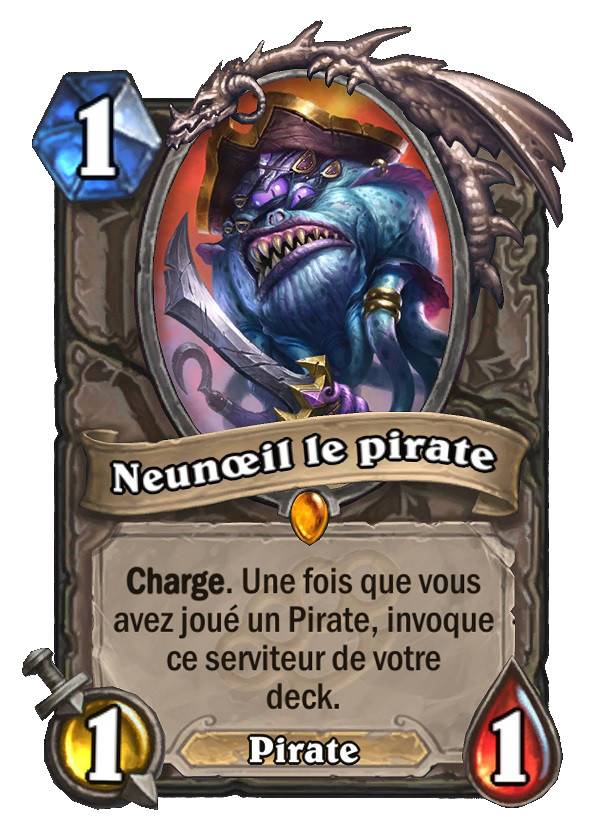 1
Neunœil le pirate
Charge. Une fois que vous
avez joué un Pirate, invoque
ce serviteur de votre
deck.
Pirate
1
1